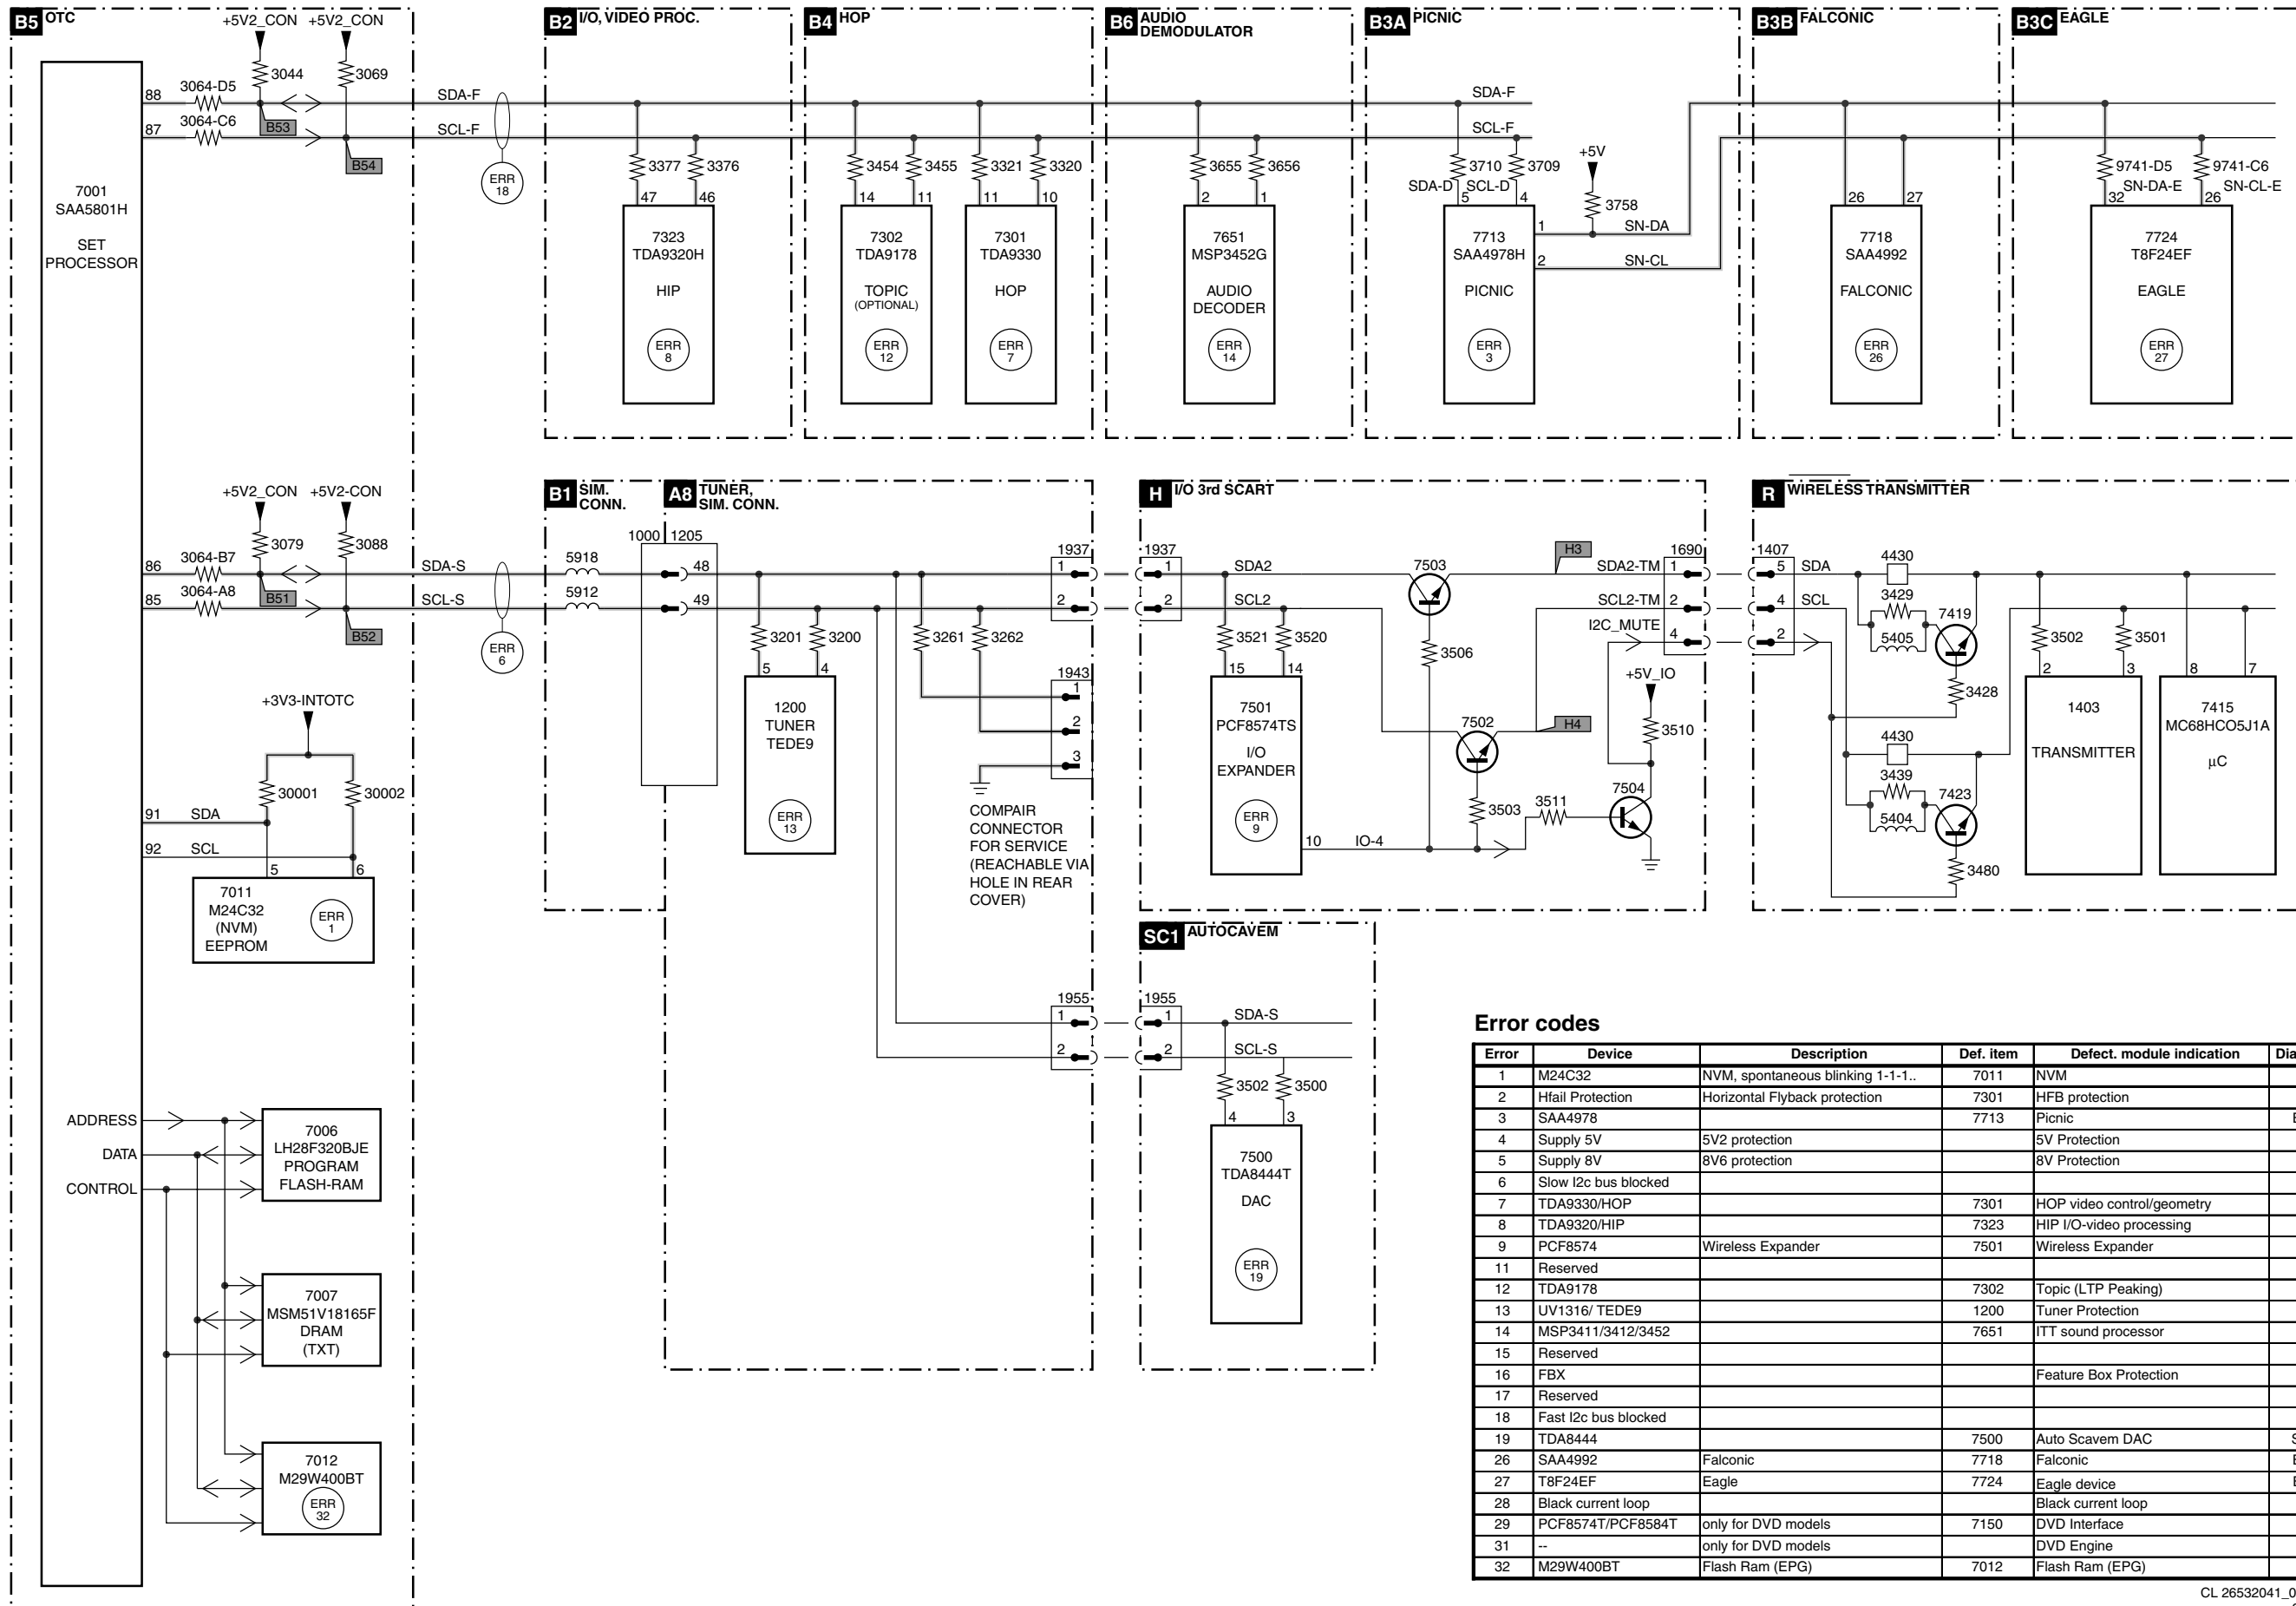 B5 OTC
+5V2_CON +5V2_CON
3044
3069
3064-D5
88
SDA-F
B53
3064-C6
87
SCL-F
B54
ERR
18
7001
SAA5801H
SET
PROCESSOR
B2 I/O, VIDEO PROC.
3377
3376
47
46
7323
TDA9320H
HIP
ERR
8
B4 HOP
3454
3455
3321
3320
14
11
11
10
7302
TDA9178
TOPIC
(OPTIONAL)
ERR
12
7301
TDA9330
HOP
ERR
7
B6 AUDIO
DEMODULATOR
3655
3656
2
1
7651
MSP3452G
AUDIO
DECODER
ERR
14
B3A PICNIC
SDA-F
SCL-F
3710
3709
SDA-D
SCL-D
5
4
+5V
3758
1
SN-DA
2
SN-CL
7713
SAA4978H
PICNIC
ERR
3
B3B FALCONIC
26
27
7718
SAA4992
FALCONIC
ERR
26
B3C EAGLE
9741-D5
9741-C6
SN-DA-E
SN-CL-E
32
26
7724
T8F24EF
EAGLE
ERR
27
+5V2_CON +5V2-CON
3079
3088
3064-B7
86
SDA-S
B51
3064-A8
85
SCL-S
B52
ERR
6
+3V3-INTOTC
30001
30002
91
SDA
92
SCL
5
6
7011
M24C32
(NVM)
EEPROM
ERR
1
ADDRESS
DATA
CONTROL
7006
LH28F320BJE
PROGRAM
FLASH-RAM
7007
MSM51V18165F
DRAM
(TXT)
7012
M29W400BT
ERR
32
B1 SIM.
CONN.
5918
5912
1000
1205
A8 TUNER,
SIM. CONN.
48
49
3201
3200
3261
3262
5
4
1200
TUNER
TEDE9
ERR
13
1937
1
2
1943
1
2
3
COMPAIR
CONNECTOR
FOR SERVICE
(REACHABLE VIA
HOLE IN REAR
COVER)
1955
1
2
H I/O 3rd SCART
1937
1
SDA2
2
SCL2
3521
3520
15
14
7501
PCF8574TS
I/O
EXPANDER
ERR
9
10
IO-4
7503
3506
7502
3503
3511
7504
3510
+5V_IO
H3
H4
SDA2-TM
SCL2-TM
I2C_MUTE
1690
1
2
4
R WIRELESS TRANSMITTER
1407
5
SDA
4
SCL
2
4430
3429
5405
7419
3428
4430
3439
5404
7423
3480
3502
3501
2
3
1403
TRANSMITTER
8
7
7415
MC68HCO5J1A
µC
SC1 AUTOCAVEM
1955
1
SDA-S
2
SCL-S
3502
3500
4
3
7500
TDA8444T
DAC
ERR
19
Error codes
Error Device Description Def. item Defect. module indication Dia
1 M24C32 NVM, spontaneous blinking 1-1-1.. 7011 NVM
2 Hfail Protection Horizontal Flyback protection 7301 HFB protection
3 SAA4978 7713 Picnic
4 Supply 5V 5V2 protection 5V Protection
5 Supply 8V 8V6 protection 8V Protection
6 Slow I2c bus blocked
7 TDA9330/HOP 7301 HOP video control/geometry
8 TDA9320/HIP 7323 HIP I/O-video processing
9 PCF8574 Wireless Expander 7501 Wireless Expander
11 Reserved
12 TDA9178 7302 Topic (LTP Peaking)
13 UV1316/ TEDE9 1200 Tuner Protection
14 MSP3411/3412/3452 7651 ITT sound processor
15 Reserved
16 FBX Feature Box Protection
17 Reserved
18 Fast I2c bus blocked
19 TDA8444 7500 Auto Scavem DAC
26 SAA4992 Falconic 7718 Falconic
27 T8F24EF Eagle 7724 Eagle device
28 Black current loop Black current loop
29 PCF8574T/PCF8584T only for DVD models 7150 DVD Interface
31 -- only for DVD models DVD Engine
32 M29W400BT Flash Ram (EPG) 7012 Flash Ram (EPG)
CL 26532041_0